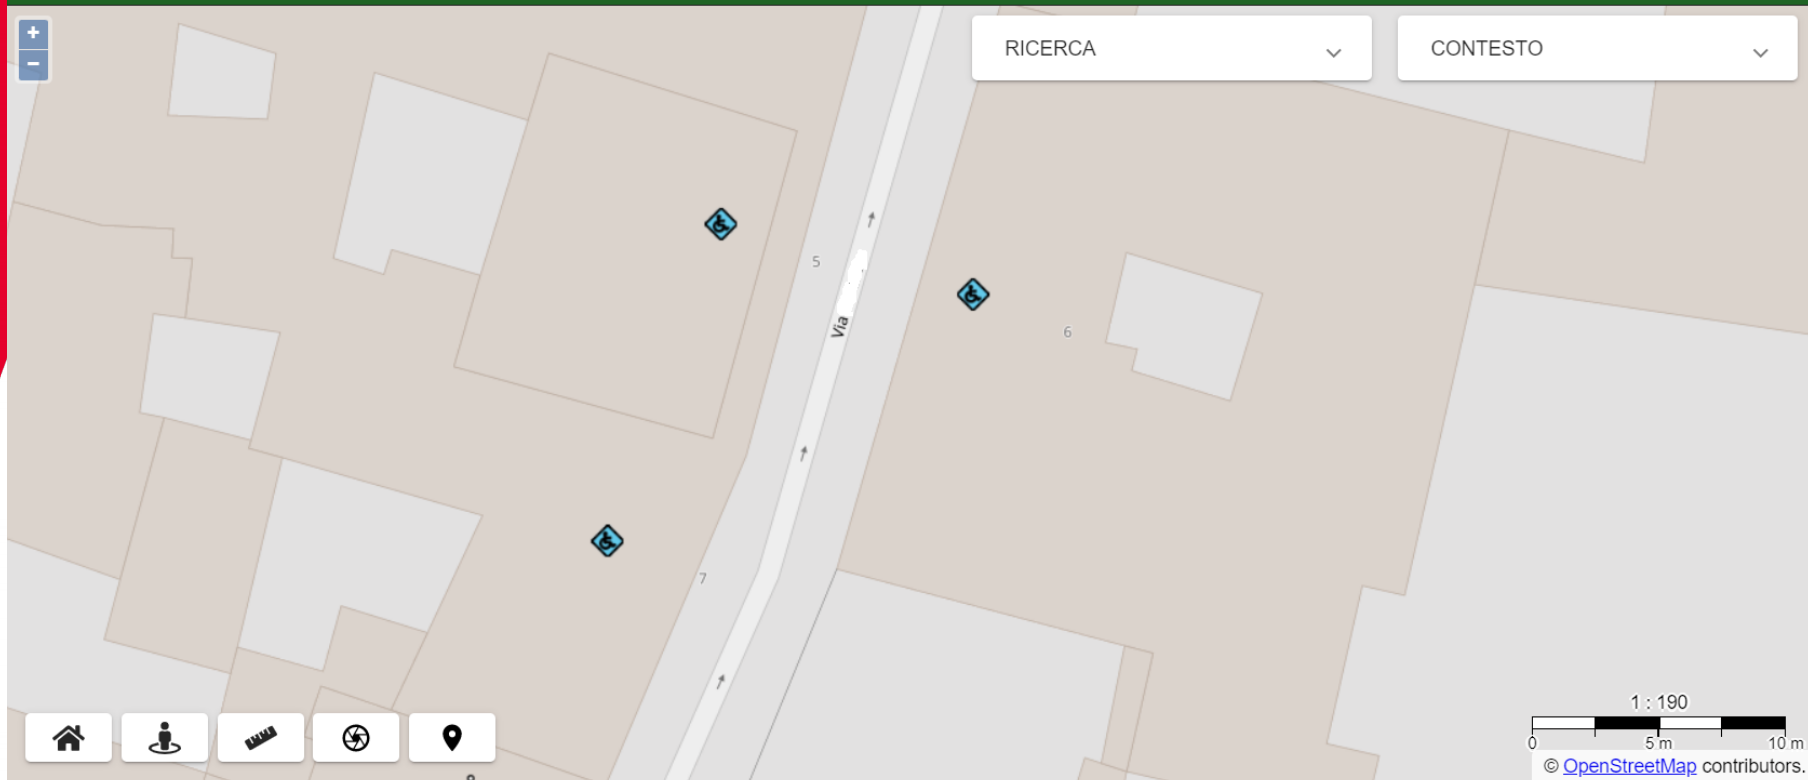 +
−
RICERCA
CONTESTO
5
Via
6
7
1 : 190
0 5 m 10 m
© OpenStreetMap contributors.